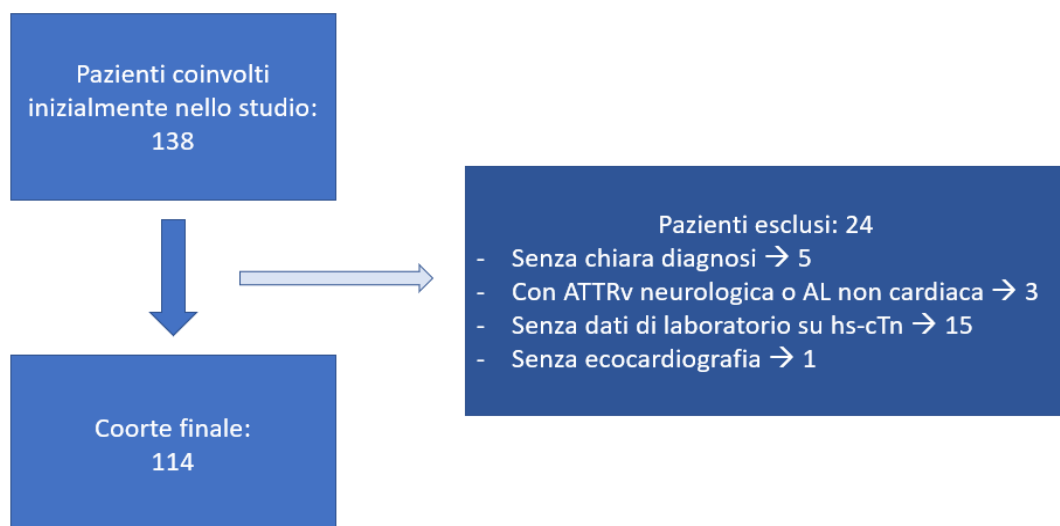 Pazienti coinvolti
inizialmente nello studio:
138
Pazienti esclusi: 24
- Senza chiara diagnosi → 5
- Con ATTRv neurologica o AL non cardiaca → 3
- Senza dati di laboratorio su hs-cTn → 15
- Senza ecocardiografia → 1
Coorte finale:
114